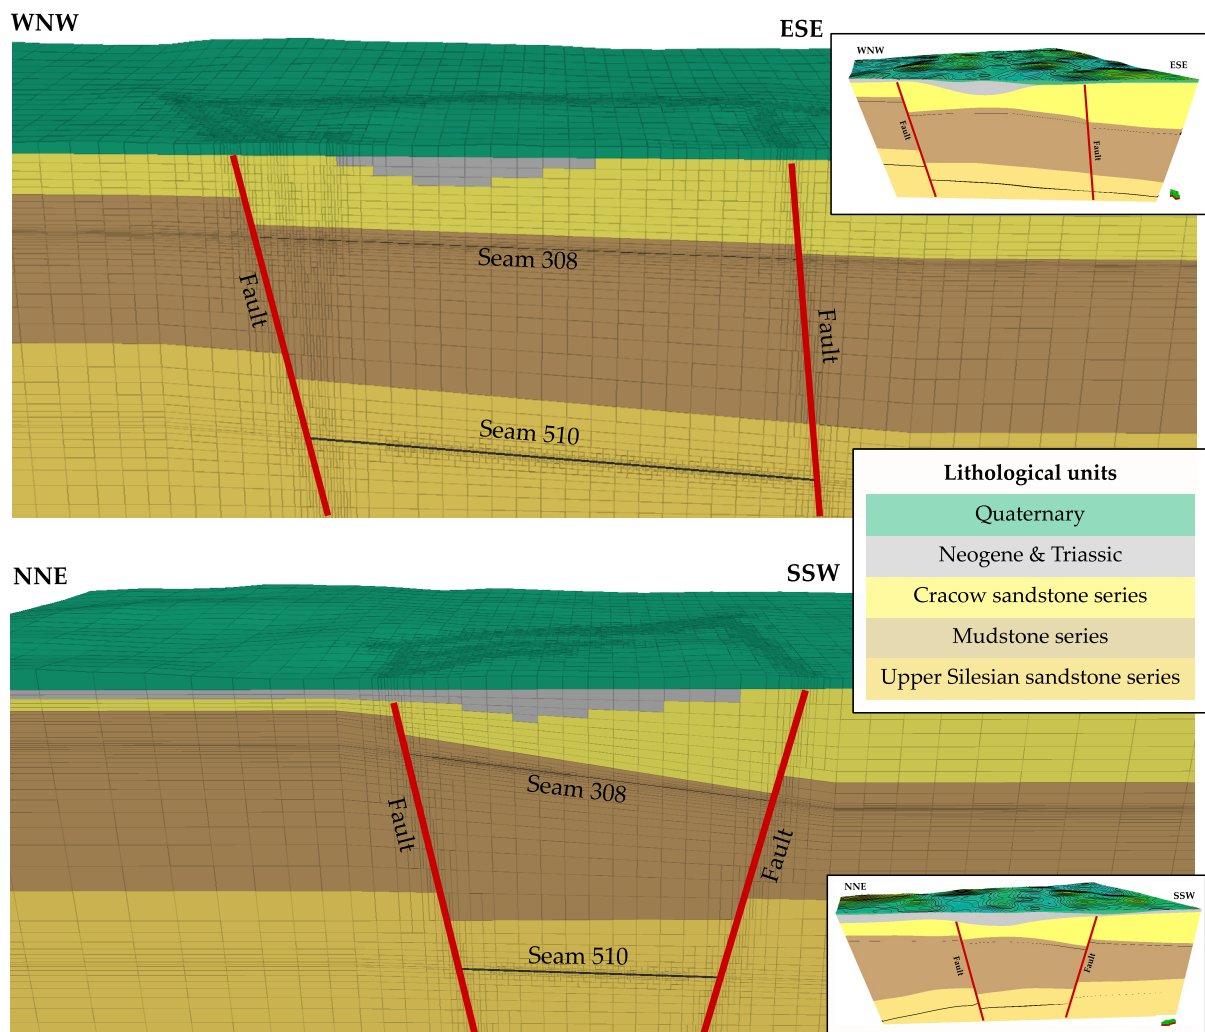 WNW
ESE
WNW
ESE
Fault
Fault
Seam 308
Fault
Fault
Seam 510
Lithological units
Quaternary
Neogene & Triassic
Cracow sandstone series
Mudstone series
Upper Silesian sandstone series
NNE
SSW
Seam 308
Fault
Fault
Seam 510
NNE
SSW
Fault
Fault